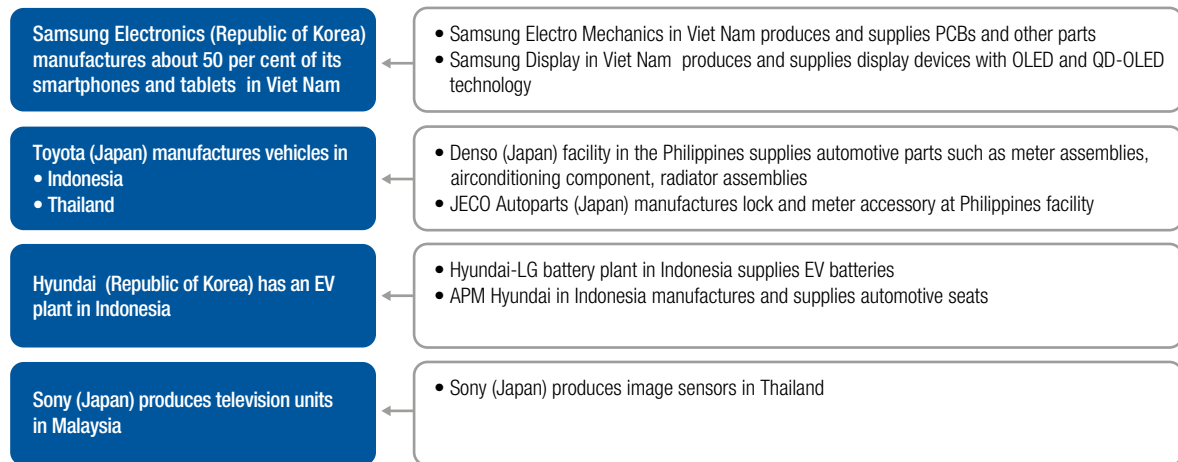 Samsung Electronics (Republic of Korea)
manufactures about 50 per cent of its
smartphones and tablets in Viet Nam
• Samsung Electro Mechanics in Viet Nam produces and supplies PCBs and other parts
• Samsung Display in Viet Nam produces and supplies display devices with OLED and QD-OLED
technology
Toyota (Japan) manufactures vehicles in
• Indonesia
• Thailand
• Denso (Japan) facility in the Philippines supplies automotive parts such as meter assemblies,
airconditioning component, radiator assemblies
• JECO Autoparts (Japan) manufactures lock and meter accessory at Philippines facility
Hyundai (Republic of Korea) has an EV
plant in Indonesia
• Hyundai-LG battery plant in Indonesia supplies EV batteries
• APM Hyundai in Indonesia manufactures and supplies automotive seats
Sony (Japan) produces television units
in Malaysia
• Sony (Japan) produces image sensors in Thailand